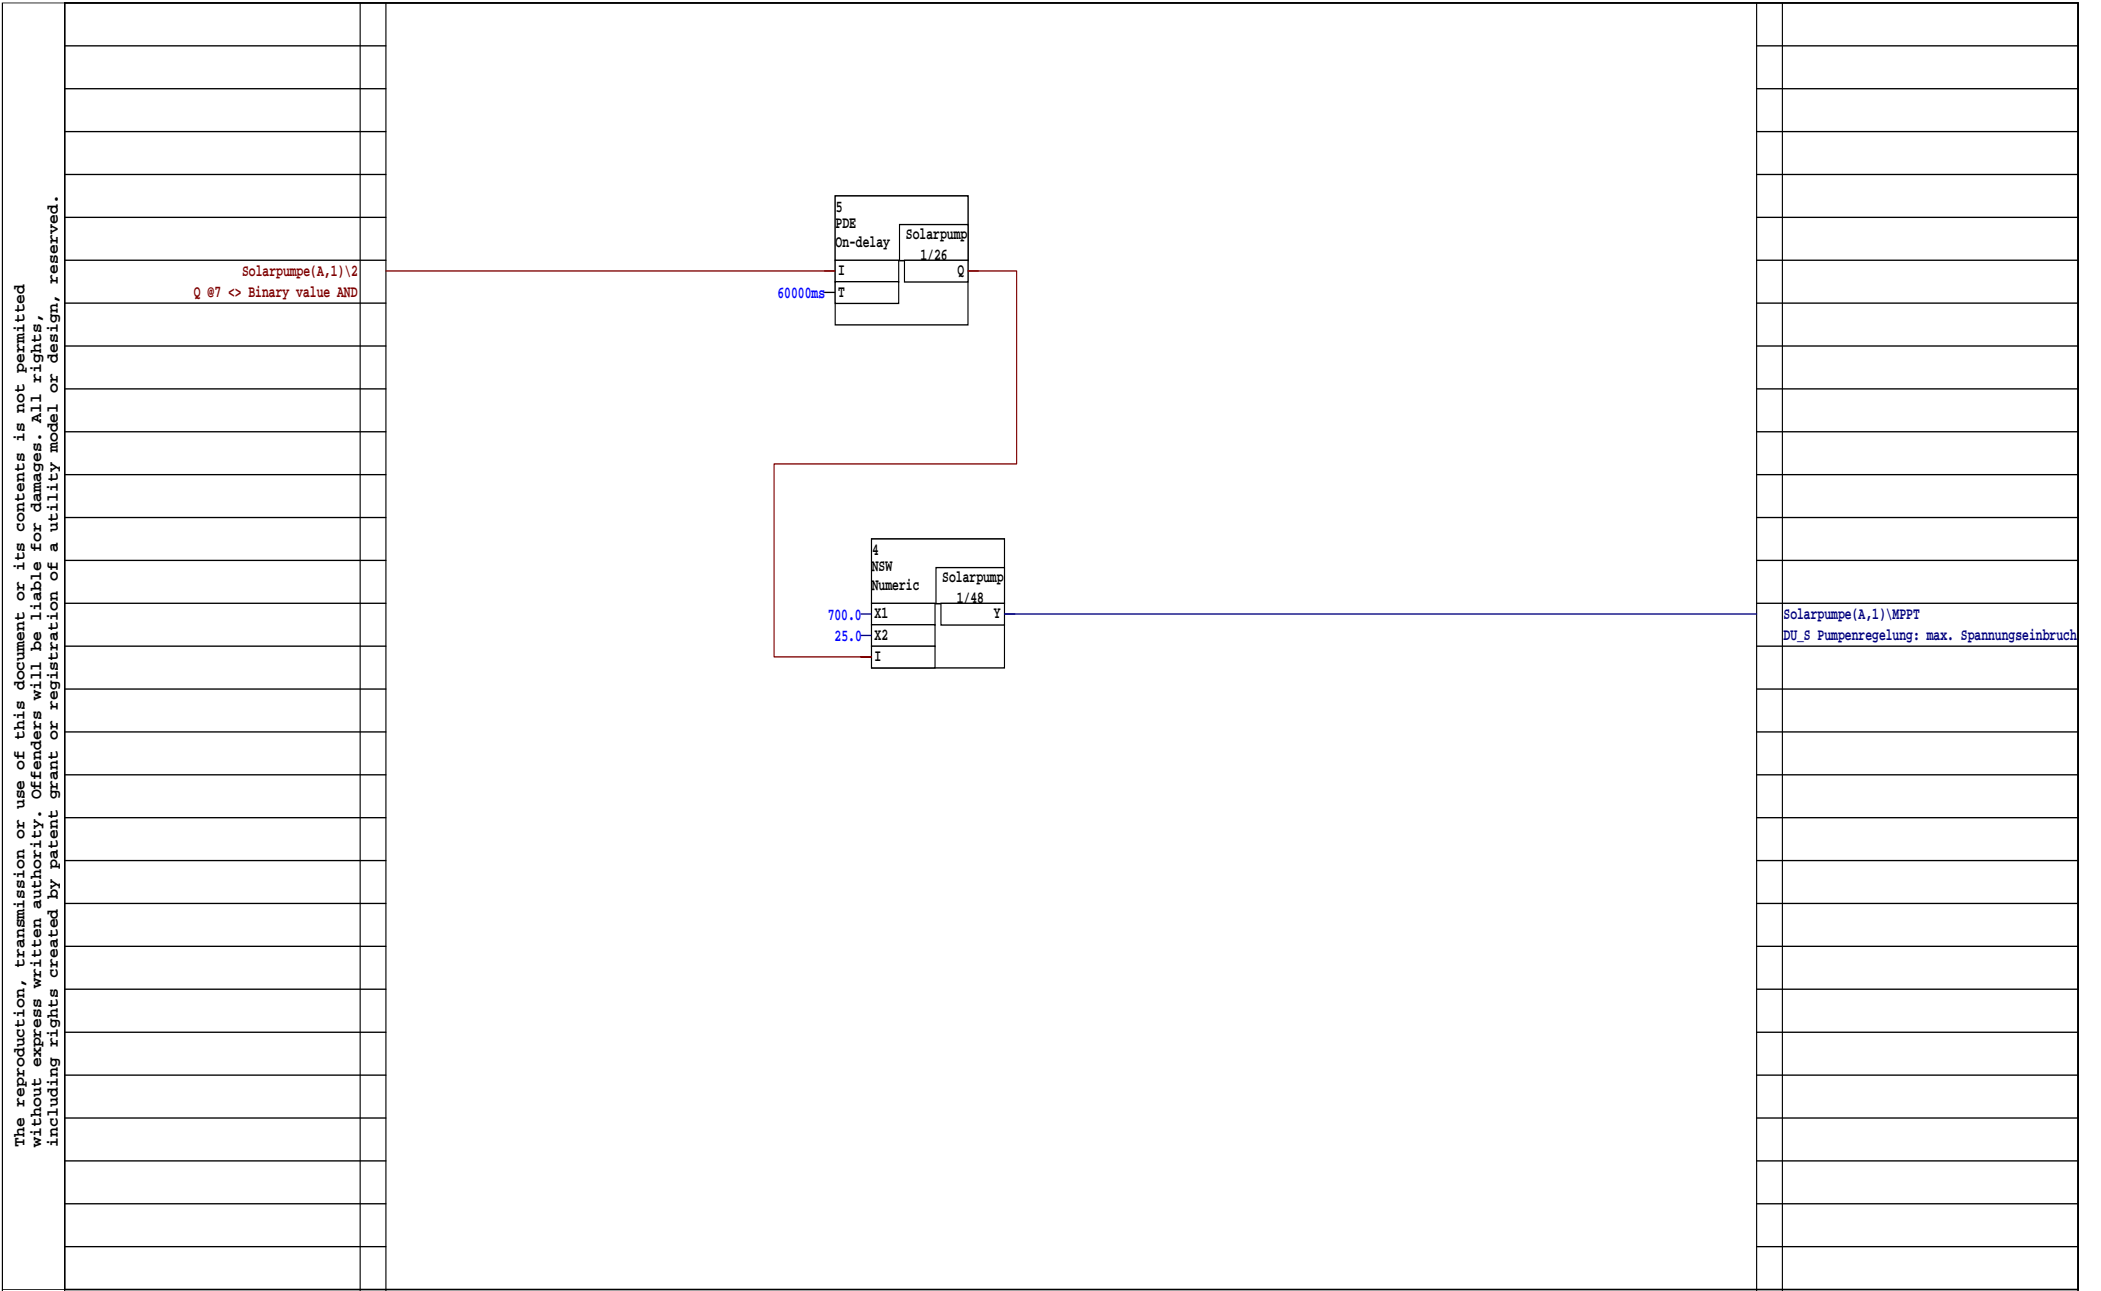 The reproduction, transmission or use of this document or its contents is not permitted
without express written authority. Offenders will be liable for damages. All rights,
including rights created by patent grant or registration of a utility model or design, reserved.
Solarpumpe(A,1)\2
Q @7 <> Binary value AND
5
PDE
On-delay
Solarpump
1/26
I
Q
60000ms
T
4
NSW
Numeric
Solarpump
1/48
700.0
X1
Y
25.0
X2
I
Solarpumpe(A,1)\MPPT
DU_S Pumpenregelung: max. Spannungseinbruch